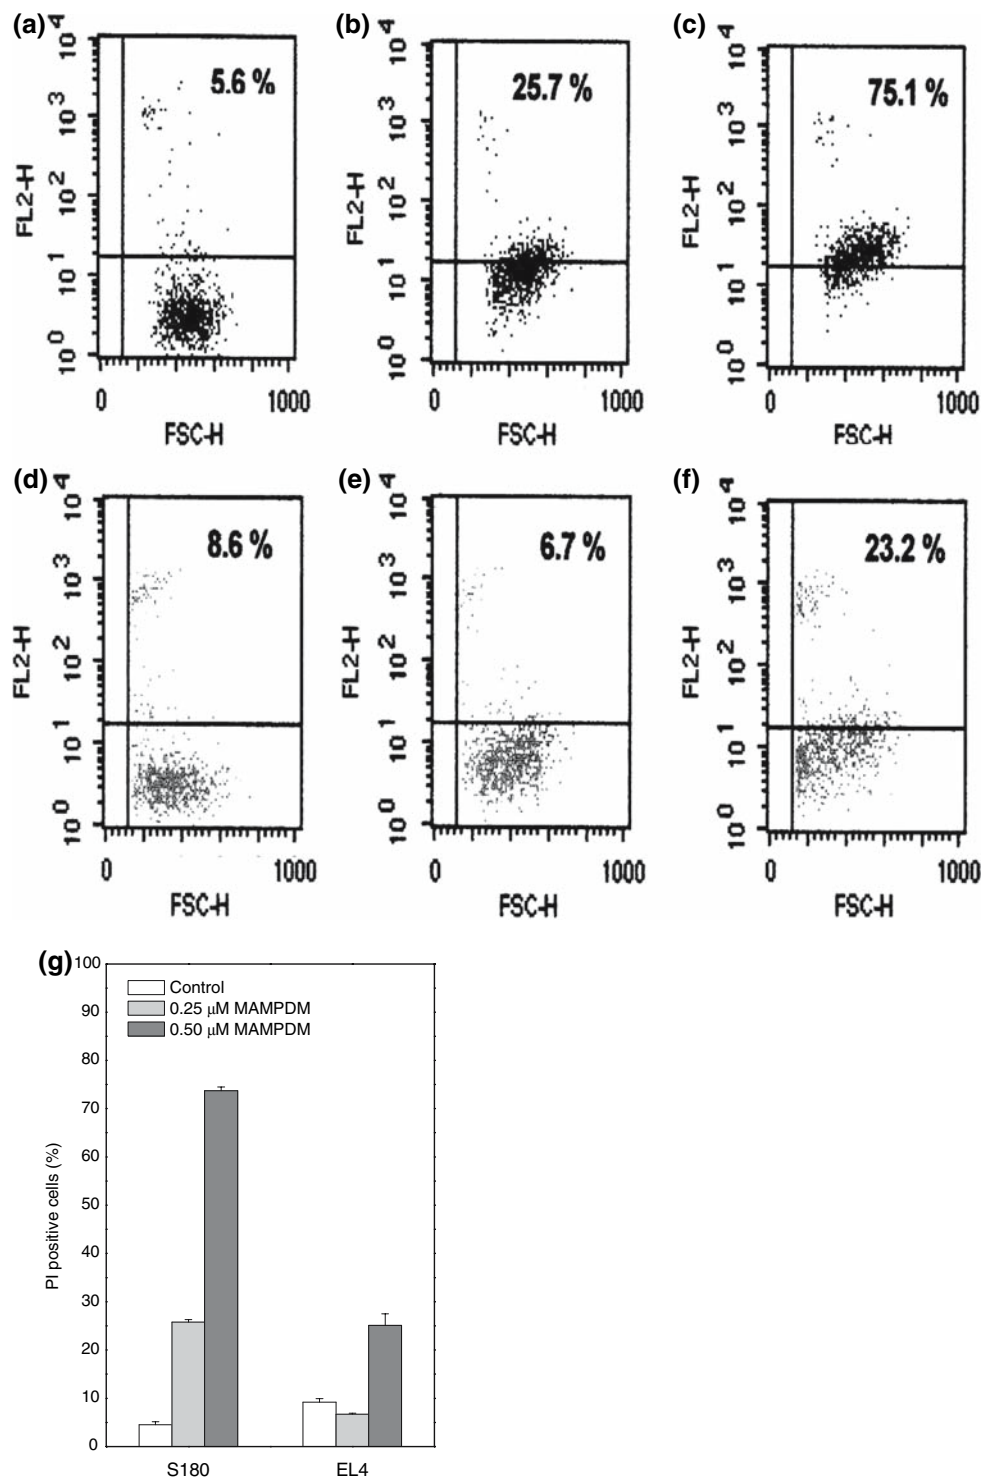 (a) (b) (c)
10^4 10^4 10^4
5.6 % 25.7 % 75.1 %
10^3 10^3 10^3
FL2-H FL2-H FL2-H
10^2 10^2 10^2
10^1 10^1 10^1
10^0 10^0 10^0
0 1000 0 1000 0 1000
FSC-H FSC-H FSC-H
(d) (e) (f)
10^4 10^4 10^4
8.6 % 6.7 % 23.2 %
10^3 10^3 10^3
FL2-H FL2-H FL2-H
10^2 10^2 10^2
10^1 10^1 10^1
10^0 10^0 10^0
0 1000 0 1000 0 1000
FSC-H FSC-H FSC-H
(g)
100
90
80
70
60
50
40
30
20
10
0
PI positive cells (%)
Control
0.25 μM MAMPDM
0.50 μM MAMPDM
S180 EL4